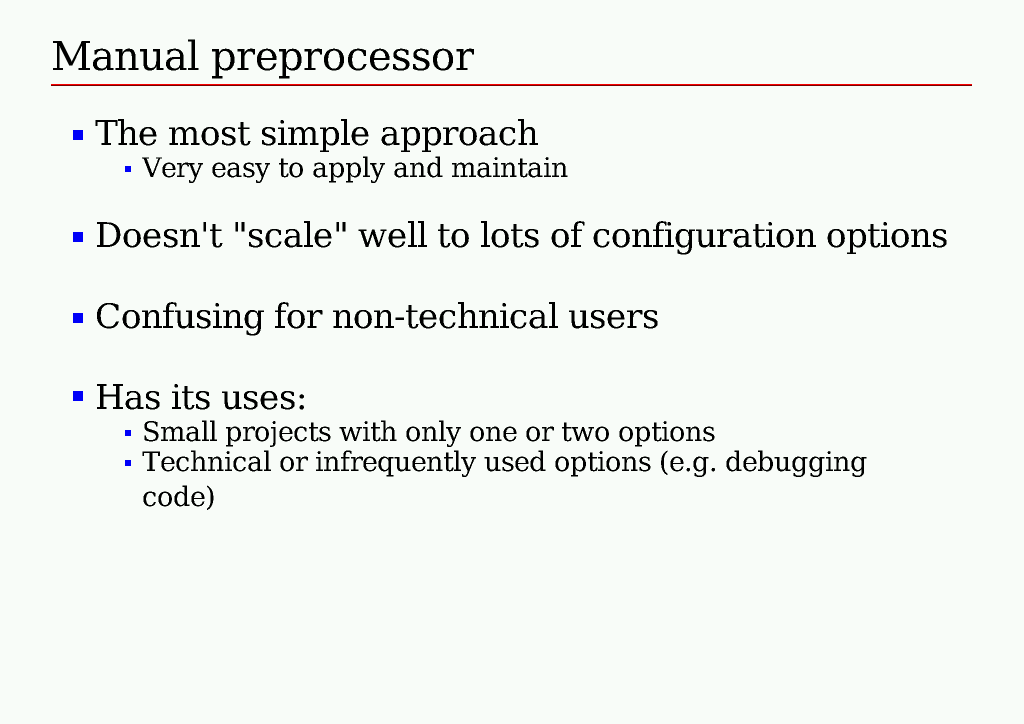 Manual preprocessor
The most simple approach
Very easy to apply and maintain
Doesn't "scale" well to lots of configuration options
Confusing for non-technical users
Has its uses:
Small projects with only one or two options
Technical or infrequently used options (e.g. debugging
code)